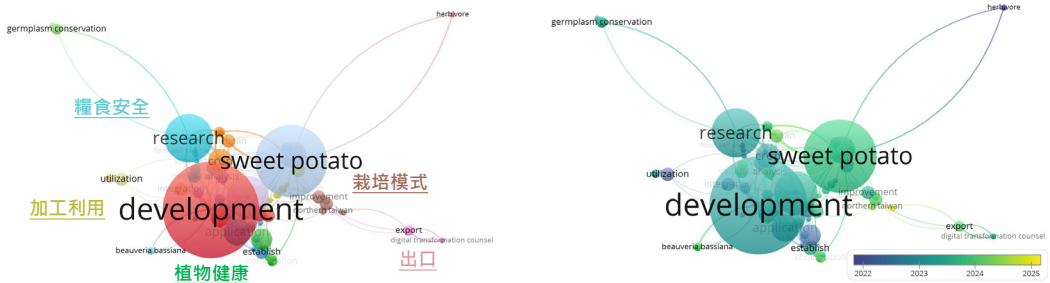 germplasm conservation
herbivore
糧食安全
research
sweet potato
utilization
栽培模式
improvement
加工利用
development
northern taiwan
application
export
digital transformation counsel
beauveria bassiana
establish
出口
植物健康
germplasm conservation
herbivore
research
sweet potato
utilization
improvement
development
northern taiwan
application
export
digital transformation counsel
beauveria bassiana
establish
2022
2023
2024
2025